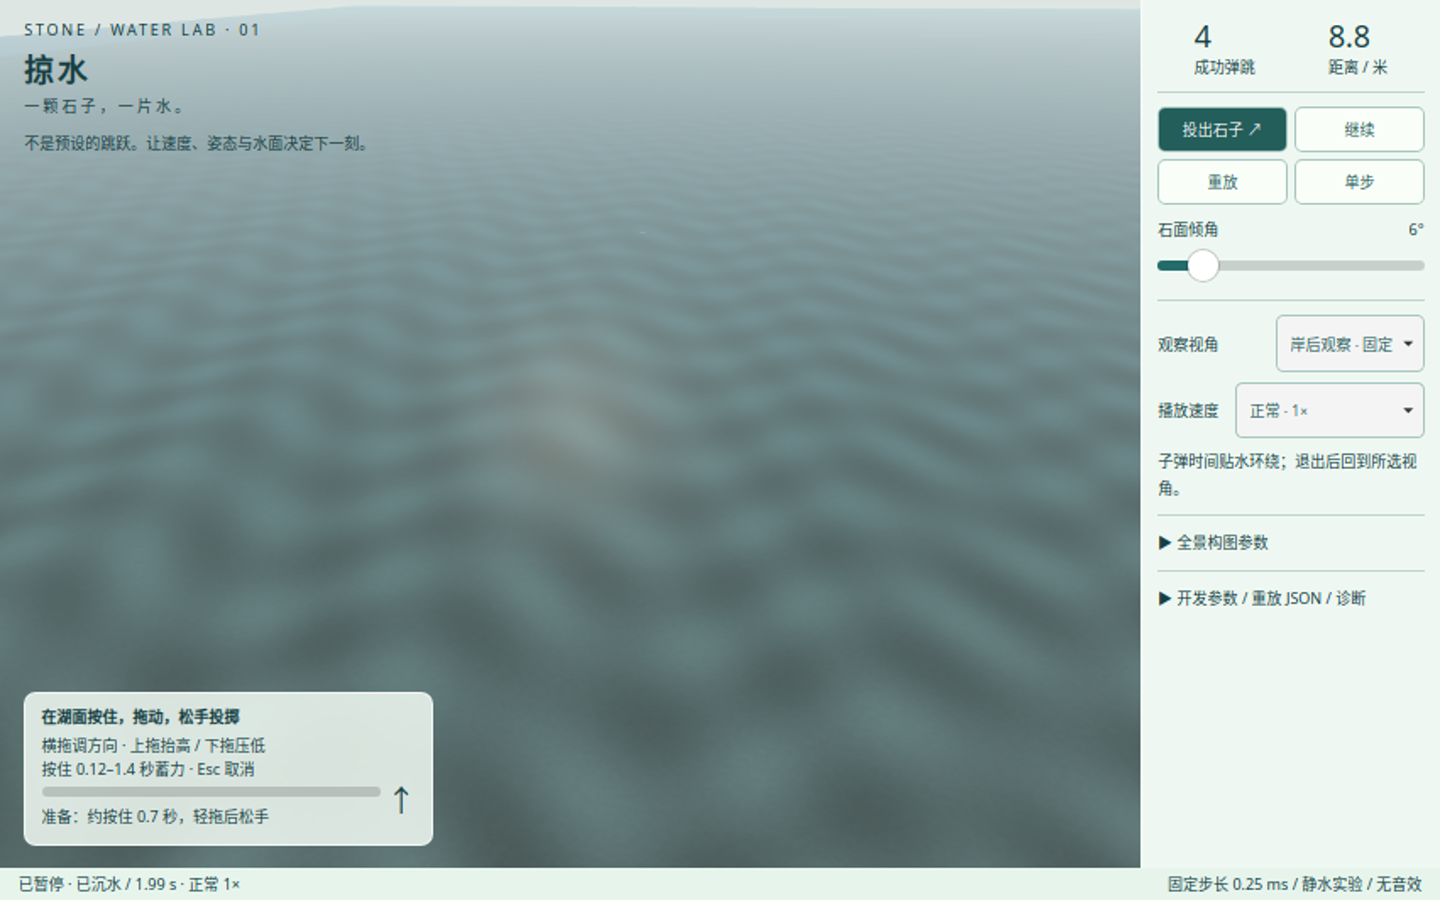 STONE / WATER LAB · 01
掠水
一颗石子，一片水。
不是预设的跳跃。让速度、姿态与水面决定下一刻。
4
成功弹跳
8.8
距离 / 米
投出石子 ↗
继续
重放
单步
石面倾角
6°
观察视角
岸后观察 · 固定
播放速度
正常 · 1×
子弹时间贴水环绕；退出后回到所选视
角。
▶ 全景构图参数
▶ 开发参数 / 重放 JSON / 诊断
在湖面按住，拖动，松手投掷
横拖调方向 · 上拖抬高 / 下拖压低
按住 0.12–1.4 秒蓄力 · Esc 取消
↑
准备：约按住 0.7 秒，轻拖后松手
已暂停 · 已沉水 / 1.99 s · 正常 1×
固定步长 0.25 ms / 静水实验 / 无音效